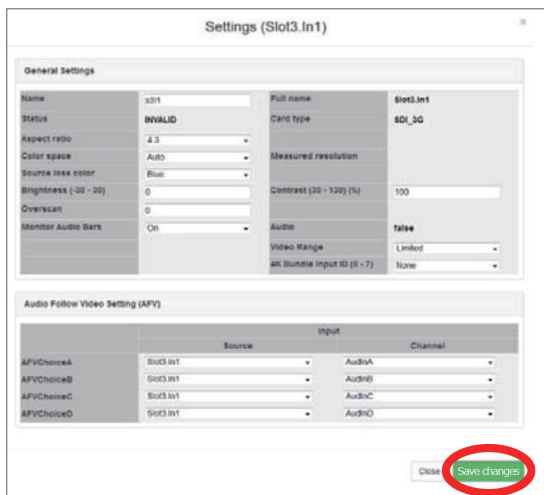 Settings (Slot3.In1)
×
General Settings
Name s3i1 Full name Slot3.In1
Status INVALID Card type SDI_3G
Aspect ratio 4:3
Color space Auto Measured resolution
Source loss color Blue
Brightness (-30 - 30) 0 Contrast (30 - 130) (%) 100
Overscan 0
Monitor Audio Bars On Audio false
Video Range Limited
4K Bundle Input ID (0 - 7) None
Audio Follow Video Setting (AFV)
Input
Source Channel
AFVChoiceA Slot3.In1 AudInA
AFVChoiceB Slot3.In1 AudInB
AFVChoiceC Slot3.In1 AudInC
AFVChoiceD Slot3.In1 AudInD
Close Save changes